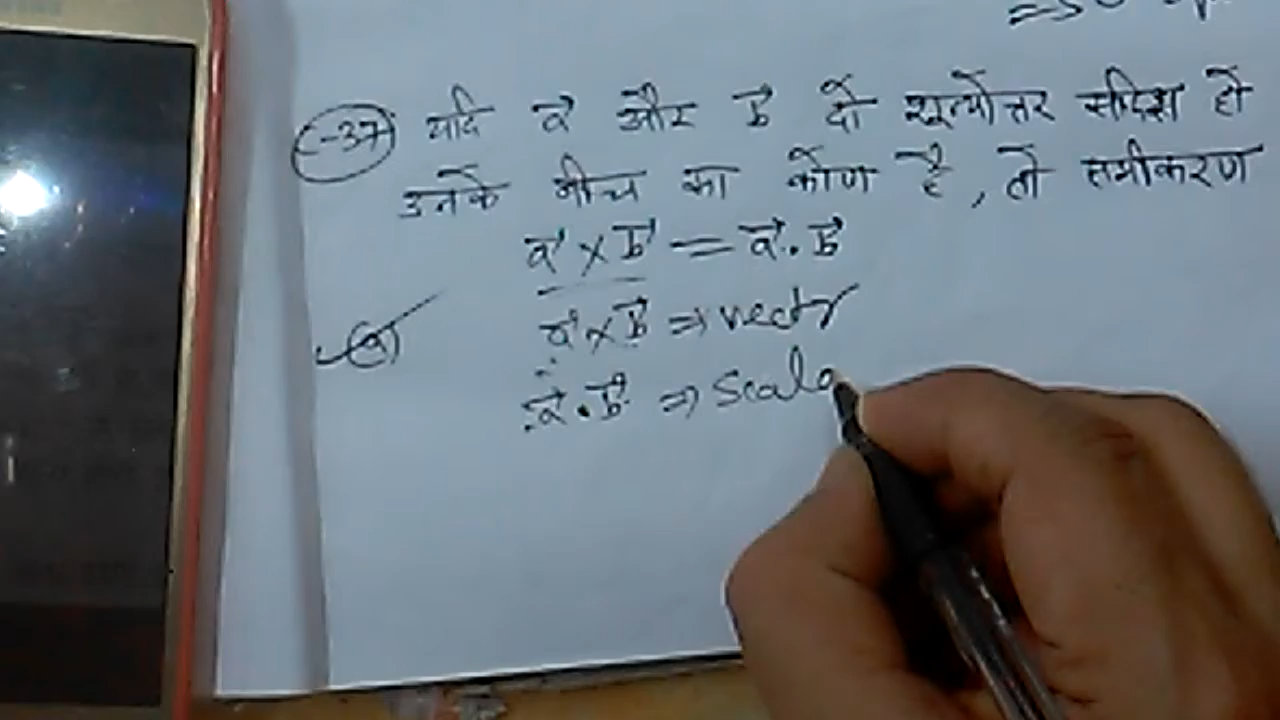 -37 यदि a⃗ और b⃗ दो शून्योत्तर सदिश हो
उनके बीच का कोण है, तो समीकरण
a⃗ × b⃗ = a⃗ . b⃗
a⃗ × b⃗ ⇒ vector
a⃗ . b⃗ ⇒ Scala